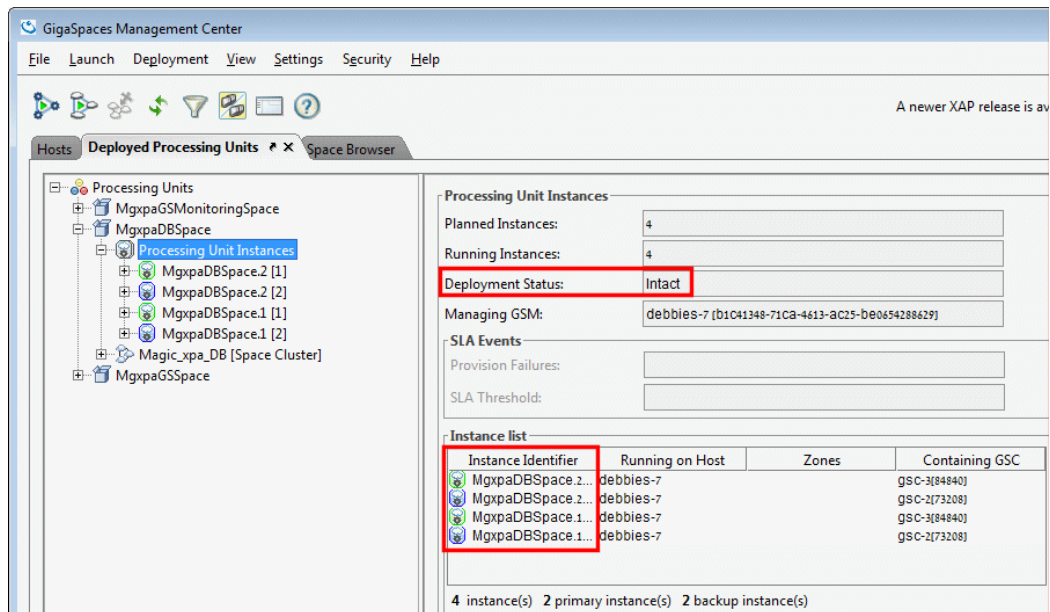 GigaSpaces Management Center
File Launch Deployment View Settings Security Help
A newer XAP release is av
Hosts Deployed Processing Units Space Browser
Processing Units
MgxpaGSMonitoringSpace
MgxpaDBSpace
Processing Unit Instances
MgxpaDBSpace.2 [1]
MgxpaDBSpace.2 [2]
MgxpaDBSpace.1 [1]
MgxpaDBSpace.1 [2]
Magic_xpa_DB [Space Cluster]
MgxpaGSSpace
Processing Unit Instances
Planned Instances: 4
Running Instances: 4
Deployment Status: Intact
Managing GSM: debbies-7 [b1c41348-71ca-4613-ac25-be0654288629]
SLA Events
Provision Failures:
SLA Threshold:
Instance list
Instance Identifier Running on Host Zones Containing GSC
MgxpaDBSpace.2... debbies-7 gsc-3[84840]
MgxpaDBSpace.2... debbies-7 gsc-2[73208]
MgxpaDBSpace.1... debbies-7 gsc-3[84840]
MgxpaDBSpace.1... debbies-7 gsc-2[73208]
4 instance(s) 2 primary instance(s) 2 backup instance(s)